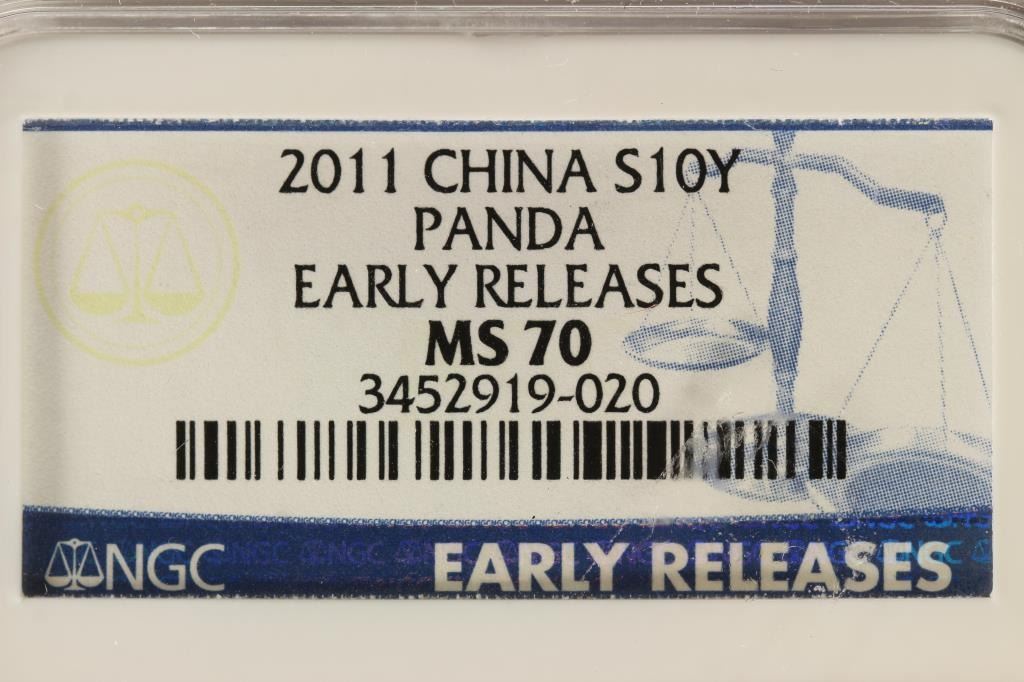 2011 CHINA S10Y
PANDA
EARLY RELEASES
MS 70
3452919-020
NGC EARLY RELEASES